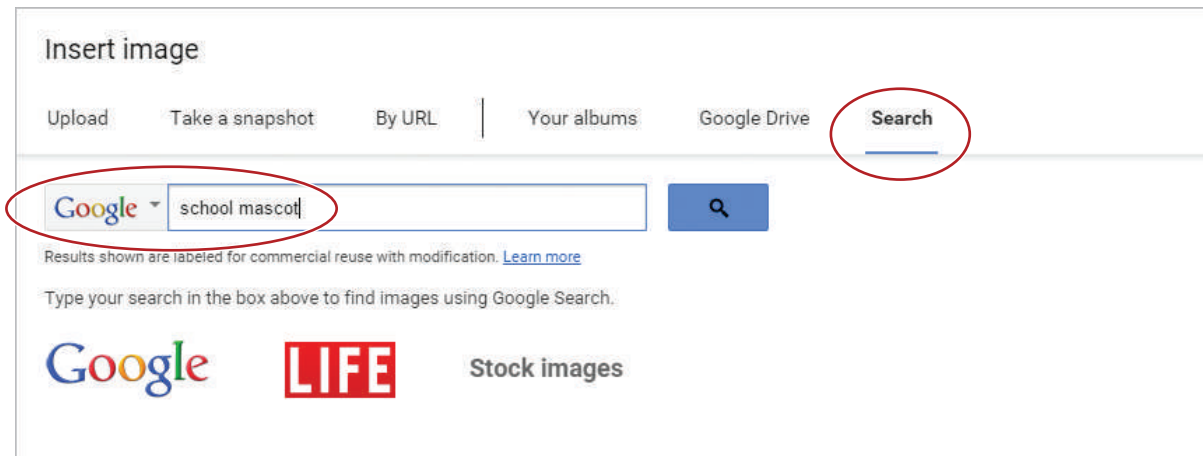 Insert image
Upload Take a snapshot By URL Your albums Google Drive Search
Google school mascot
Results shown are labeled for commercial reuse with modification. Learn more
Type your search in the box above to find images using Google Search.
Google LIFE Stock images